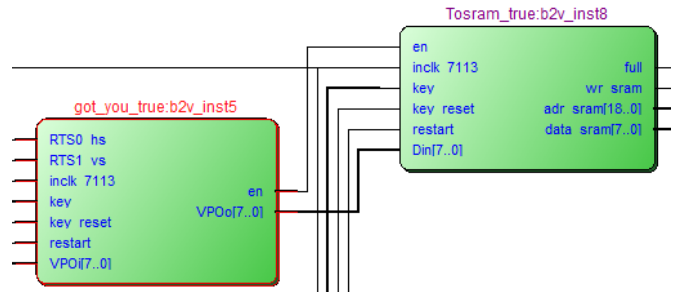 Tosram_true:b2v_inst8
en
inclk 7113
key
key reset
restart
Din[7..0]
full
wr sram
adr sram[18..0]
data sram[7..0]
got_you_true:b2v_inst5
RTS0 hs
RTS1 vs
inclk 7113
key
key reset
restart
VPOi[7..0]
en
VPOo[7..0]